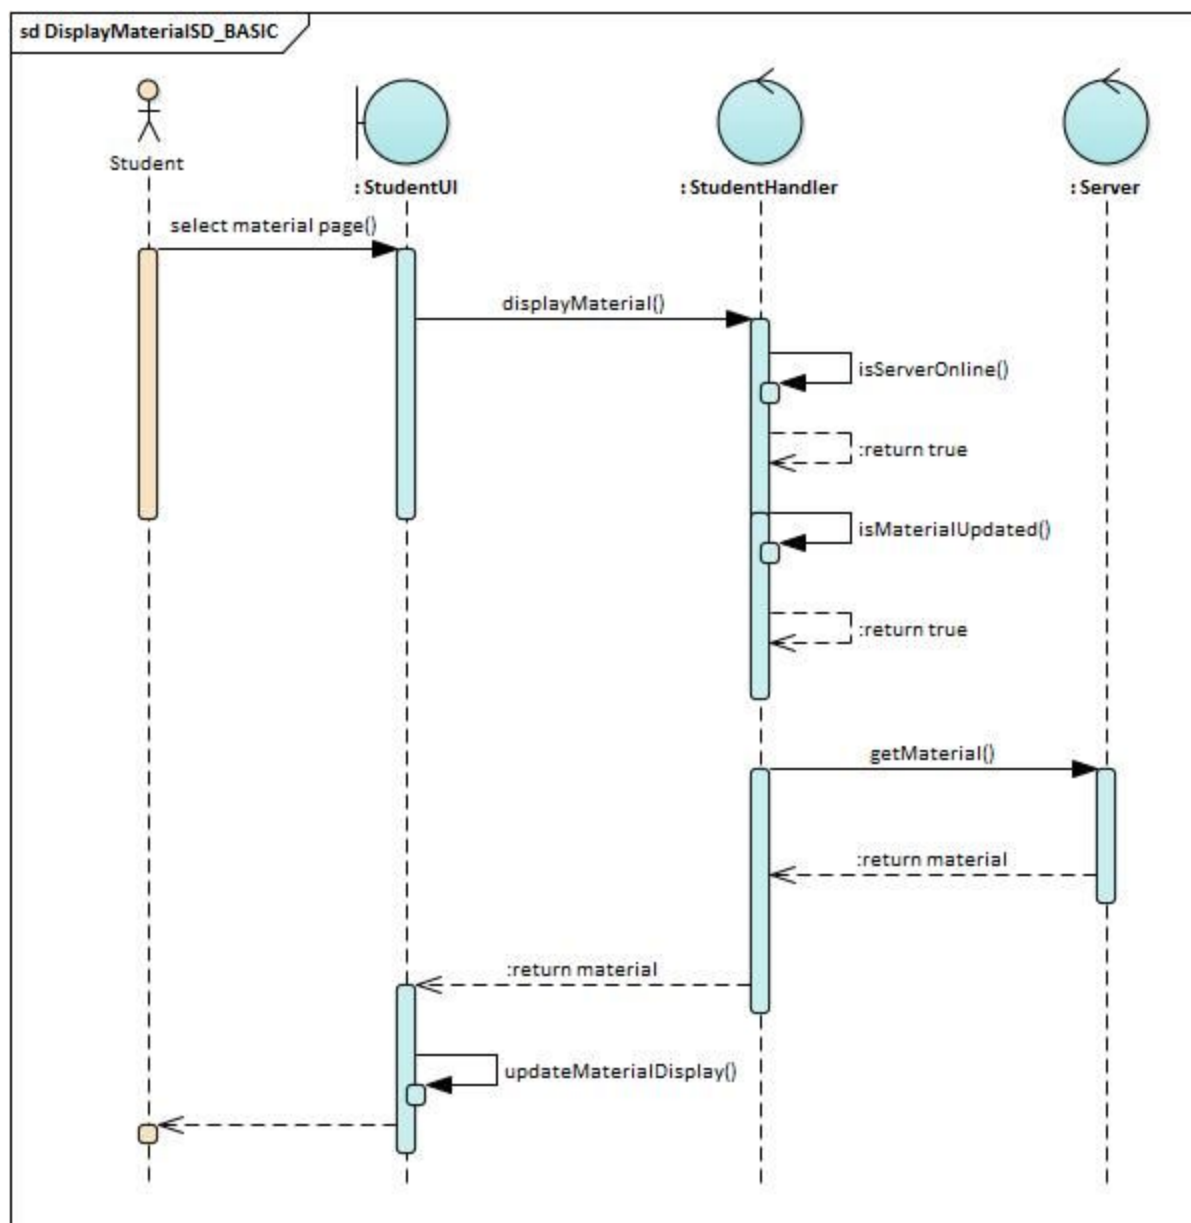 sd DisplayMaterialSD_BASIC
Student
: StudentUI
: StudentHandler
: Server
select material page()
displayMaterial()
isServerOnline()
:return true
isMaterialUpdated()
:return true
getMaterial()
:return material
:return material
updateMaterialDisplay()